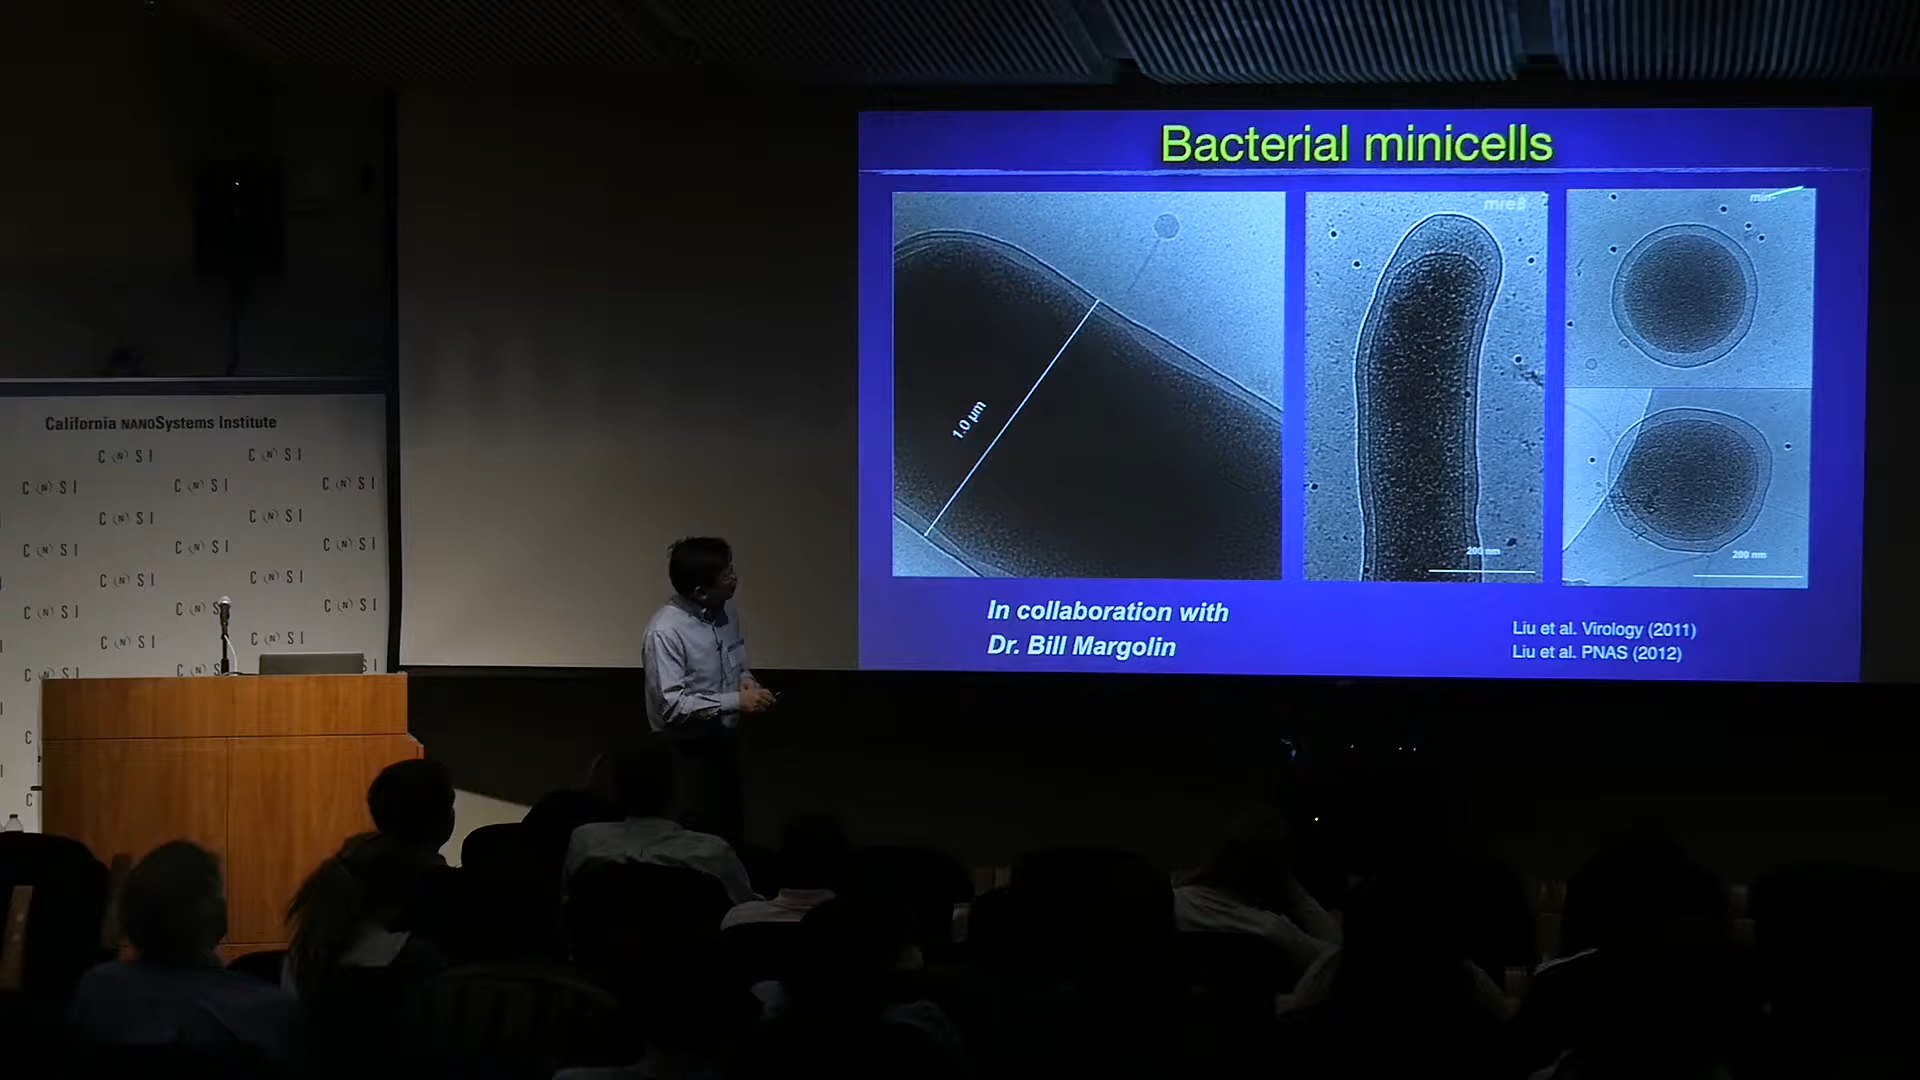 Bacterial minicells
mreB
min-
1.0 µm
200 nm
200 nm
In collaboration with
Dr. Bill Margolin
Liu et al. Virology (2011)
Liu et al. PNAS (2012)
California NANOSystems Institute
C (N) S I C (N) S I
C (N) S I C (N) S I C (N) S I
C (N) S I C (N) S I
C (N) S I C (N) S I C (N) S I
C (N) S I C (N) S I
C (N) S I C (N) S C (N) S I
C (N) S I C (N) S I
C (N) S I C (N) S S I
C
C